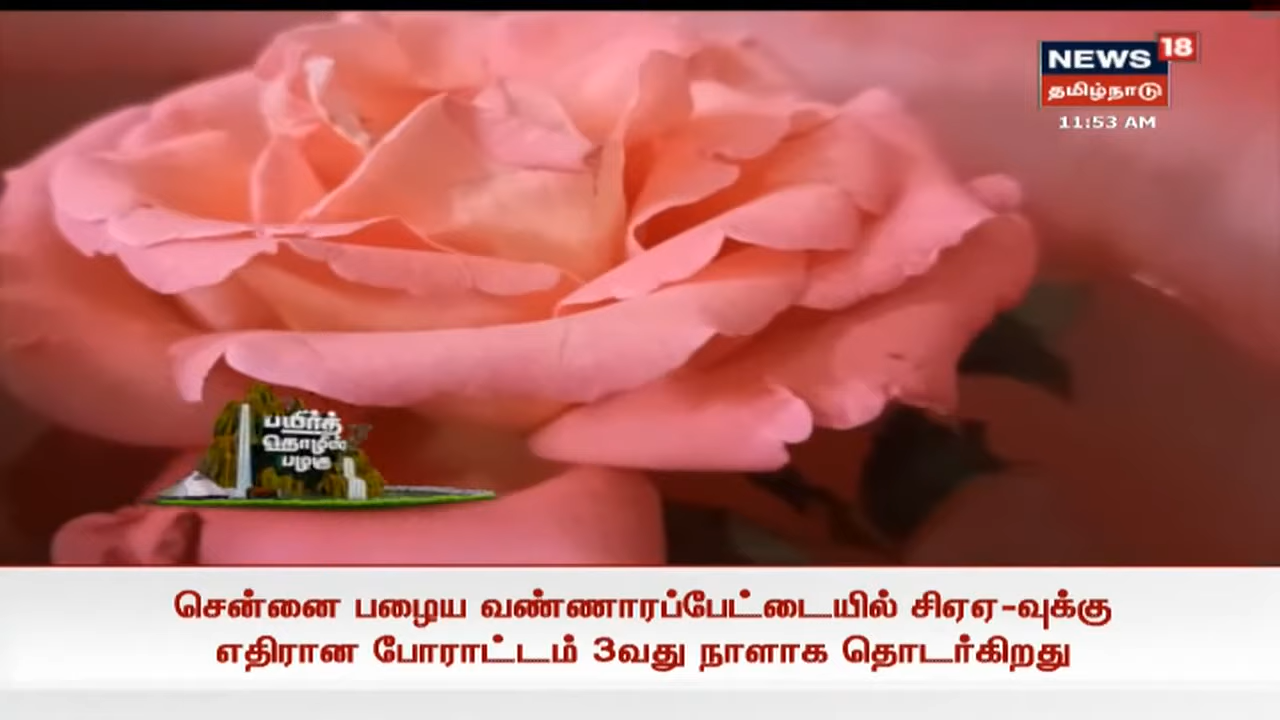 NEWS 18
தமிழ்நாடு
11:53 AM
பயிர்த்
தொழில்
பழகு
சென்னை பழைய வண்ணாரப்பேட்டையில் சிஏஏ-வுக்கு
எதிரான போராட்டம் 3வது நாளாக தொடர்கிறது